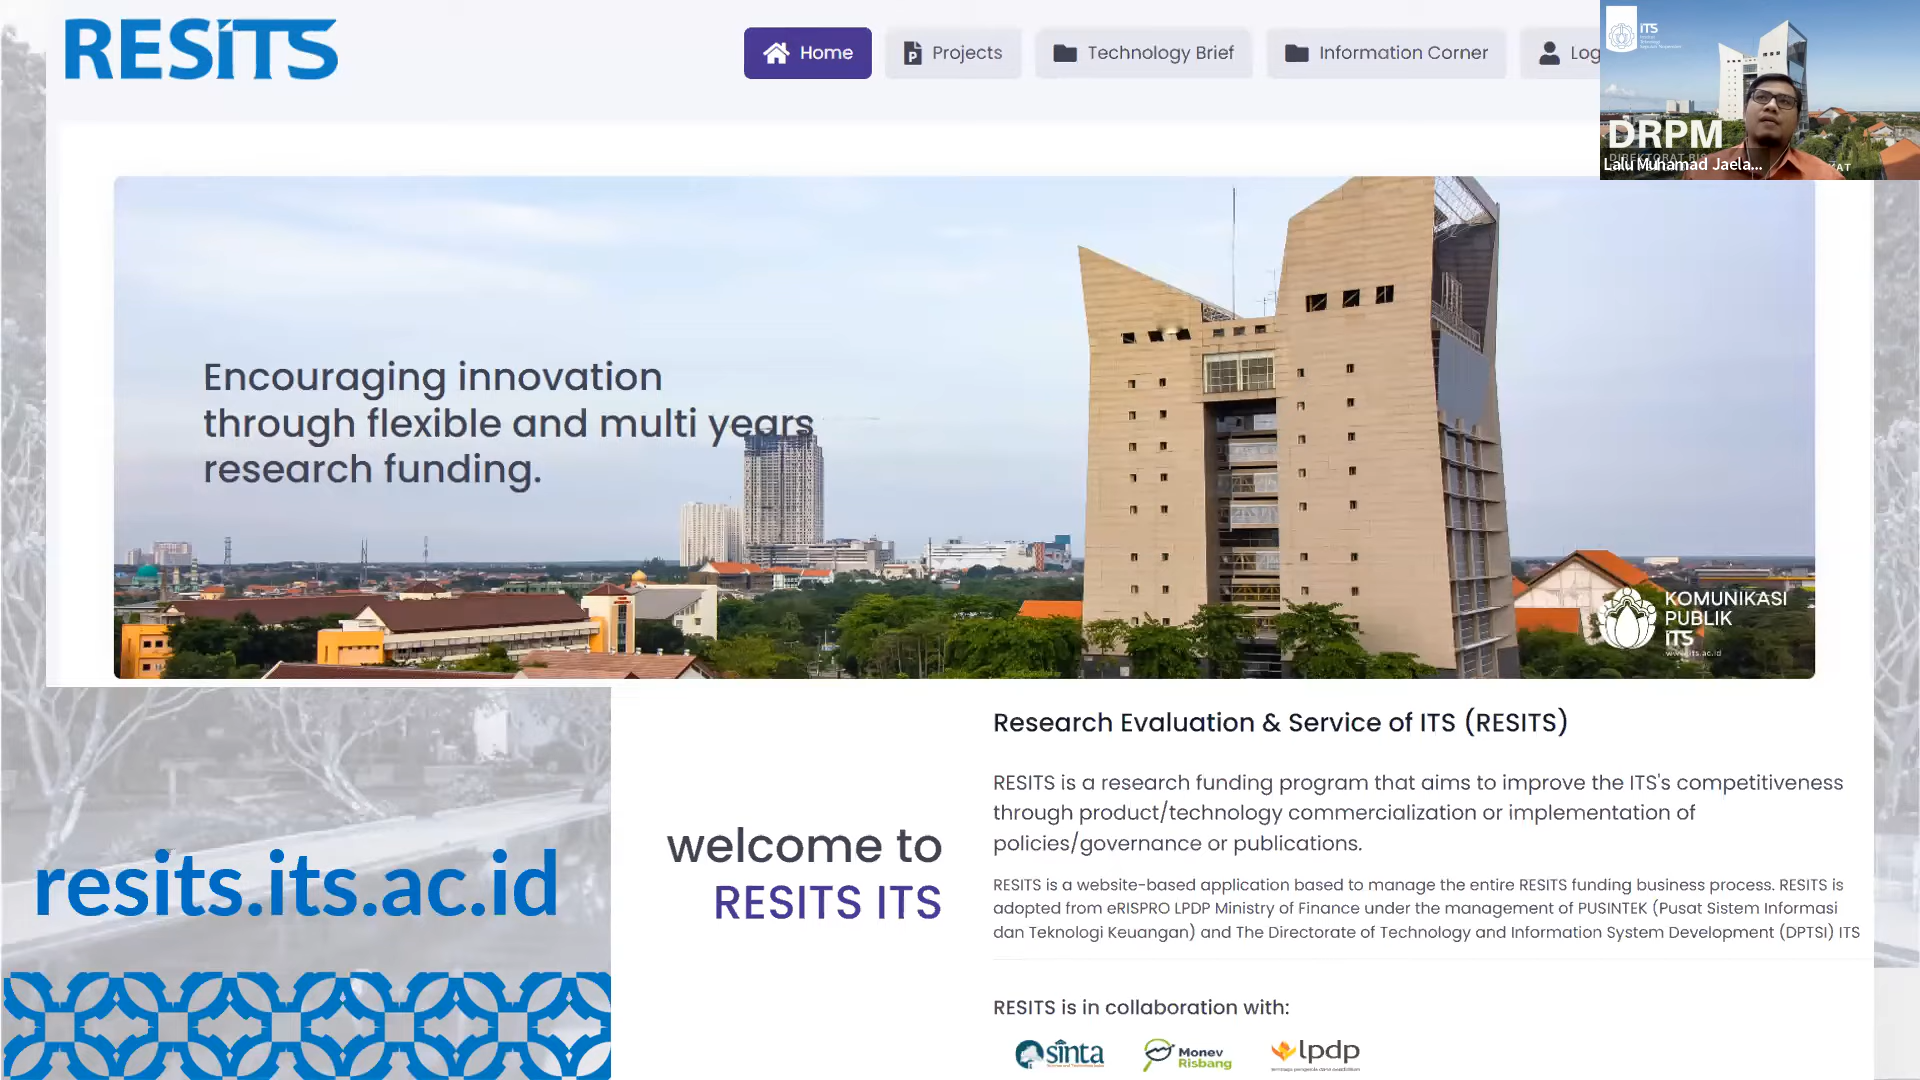 RESITS
Home
Projects
Technology Brief
Information Corner
Log
ITS
DRPM
Lalu Muhamad Jaela...
Encouraging innovation
through flexible and multi years
research funding.
KOMUNIKASI
PUBLIK
ITS
www.its.ac.id
resits.its.ac.id
welcome to
RESITS ITS
Research Evaluation & Service of ITS (RESITS)
RESITS is a research funding program that aims to improve the ITS's competitiveness
through product/technology commercialization or implementation of
policies/governance or publications.
RESITS is a website-based application based to manage the entire RESITS funding business process. RESITS is
adopted from eRISPRO LPDP Ministry of Finance under the management of PUSINTEK (Pusat Sistem Informasi
dan Teknologi Keuangan) and The Directorate of Technology and Information System Development (DPTSI) ITS
RESITS is in collaboration with:
sinta
Monev
Risbang
lpdp